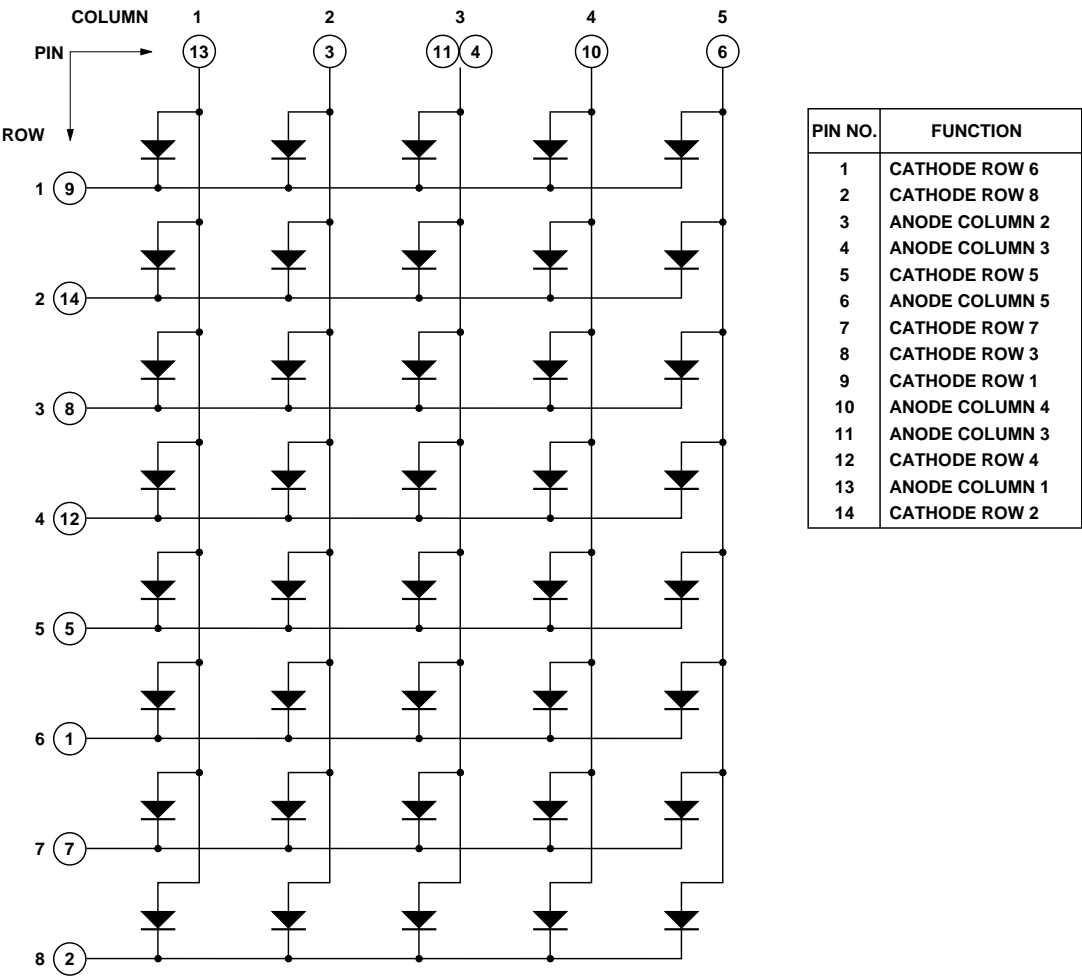 COLUMN 1 2 3 4 5
PIN 13 3 11 4 10 6
ROW
1 9
2 14
3 8
4 12
5 5
6 1
7 7
8 2
PIN NO. FUNCTION
1 CATHODE ROW 6
2 CATHODE ROW 8
3 ANODE COLUMN 2
4 ANODE COLUMN 3
5 CATHODE ROW 5
6 ANODE COLUMN 5
7 CATHODE ROW 7
8 CATHODE ROW 3
9 CATHODE ROW 1
10 ANODE COLUMN 4
11 ANODE COLUMN 3
12 CATHODE ROW 4
13 ANODE COLUMN 1
14 CATHODE ROW 2